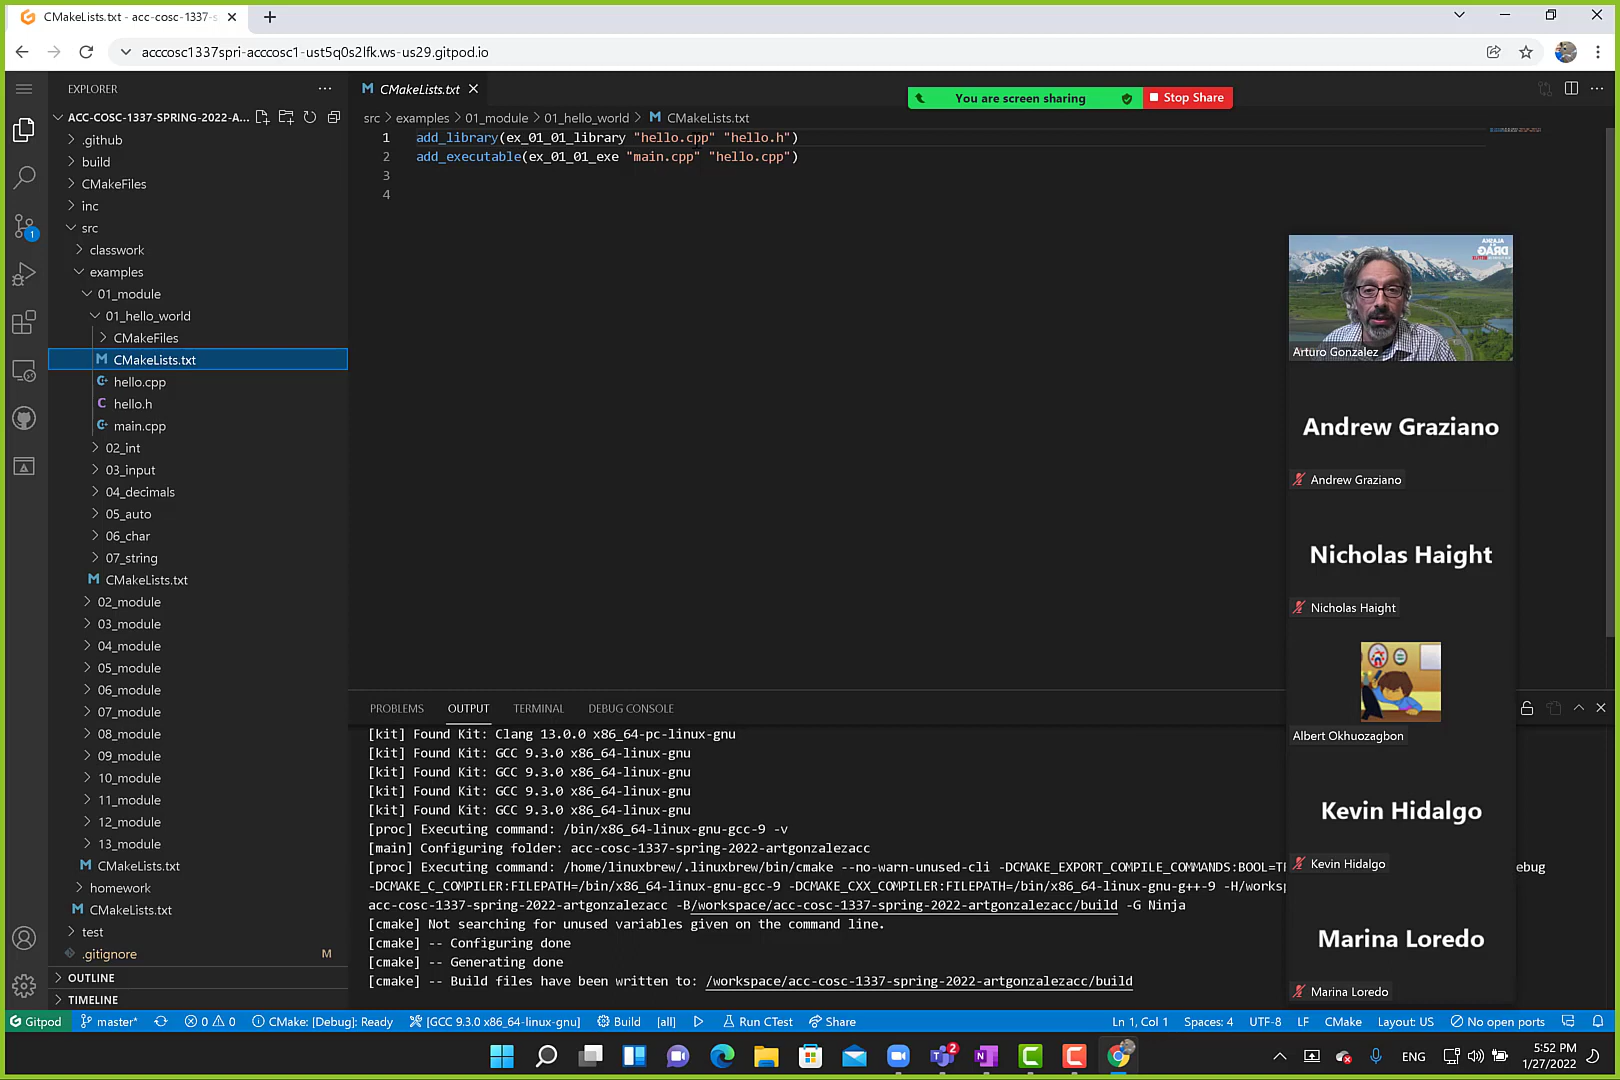 CMakeLists.txt - acc-cosc-1337-s
acccosc1337spri-acccosc1-ust5q0s2lfk.ws-us29.gitpod.io
EXPLORER
CMakeLists.txt
You are screen sharing
Stop Share
ACC-COSC-1337-SPRING-2022-A...
src > examples > 01_module > 01_hello_world > CMakeLists.txt
1 add_library(ex_01_01_library "hello.cpp" "hello.h")
2 add_executable(ex_01_01_exe "main.cpp" "hello.cpp")
3
4
.github
build
CMakeFiles
inc
src
classwork
examples
01_module
01_hello_world
CMakeFiles
CMakeLists.txt
hello.cpp
hello.h
main.cpp
02_int
03_input
04_decimals
05_auto
06_char
07_string
CMakeLists.txt
02_module
03_module
04_module
05_module
06_module
07_module
08_module
09_module
10_module
11_module
12_module
13_module
CMakeLists.txt
homework
CMakeLists.txt
test
.gitignore M
OUTLINE
TIMELINE
1
Arturo Gonzalez
Andrew Graziano
Andrew Graziano
Nicholas Haight
Nicholas Haight
Albert Okhuozagbon
Kevin Hidalgo
Kevin Hidalgo
Marina Loredo
Marina Loredo
PROBLEMS OUTPUT TERMINAL DEBUG CONSOLE
[kit] Found Kit: Clang 13.0.0 x86_64-pc-linux-gnu
[kit] Found Kit: GCC 9.3.0 x86_64-linux-gnu
[kit] Found Kit: GCC 9.3.0 x86_64-linux-gnu
[kit] Found Kit: GCC 9.3.0 x86_64-linux-gnu
[kit] Found Kit: GCC 9.3.0 x86_64-linux-gnu
[proc] Executing command: /bin/x86_64-linux-gnu-gcc-9 -v
[main] Configuring folder: acc-cosc-1337-spring-2022-artgonzalezacc
[proc] Executing command: /home/linuxbrew/.linuxbrew/bin/cmake --no-warn-unused-cli -DCMAKE_EXPORT_COMPILE_COMMANDS:BOOL=TR ebug
-DCMAKE_C_COMPILER:FILEPATH=/bin/x86_64-linux-gnu-gcc-9 -DCMAKE_CXX_COMPILER:FILEPATH=/bin/x86_64-linux-gnu-g++-9 -H/worksp
acc-cosc-1337-spring-2022-artgonzalezacc -B/workspace/acc-cosc-1337-spring-2022-artgonzalezacc/build -G Ninja
[cmake] Not searching for unused variables given on the command line.
[cmake] -- Configuring done
[cmake] -- Generating done
[cmake] -- Build files have been written to: /workspace/acc-cosc-1337-spring-2022-artgonzalezacc/build
Gitpod master* 0 0 CMake: [Debug]: Ready [GCC 9.3.0 x86_64-linux-gnu] Build [all] Run CTest Share Ln 1, Col 1 Spaces: 4 UTF-8 LF CMake Layout: US No open ports
2
ENG
5:52 PM
1/27/2022